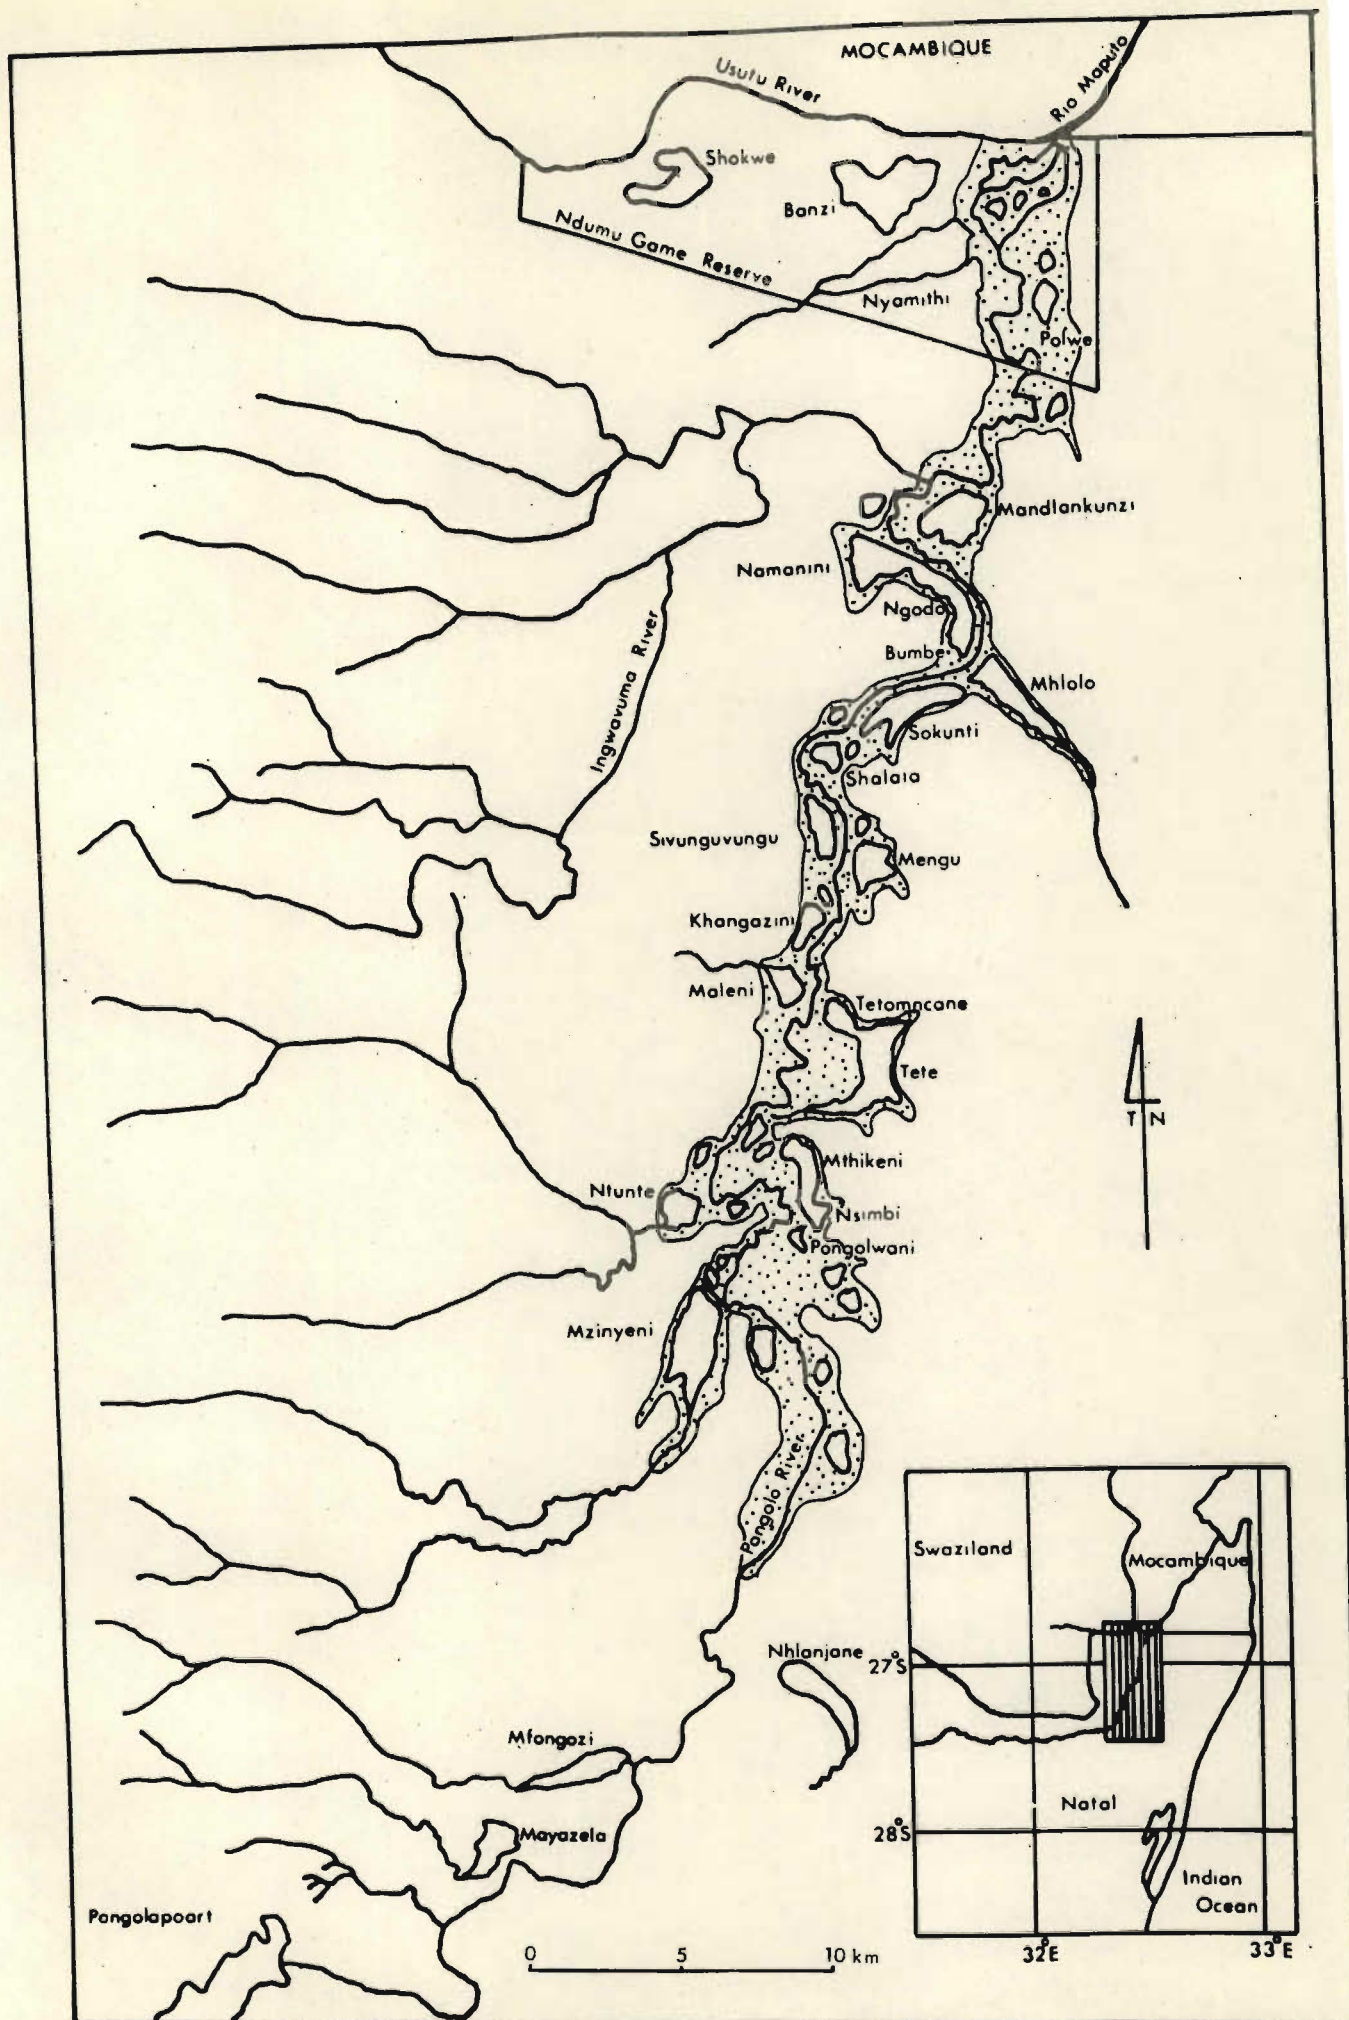 MOCAMBIQUE
Usutu River
Rio Maputo
Shokwe
Banzi
Ndumu Game Reserve
Nyamithi
Polwe
Mandlankunzi
Namanini
Ngodo
Bumbe
Mhlolo
Ingwavuma River
Sokunti
Shalala
Sivunguvungu
Mengu
Khangazini
Maleni
Tetomncane
Tete
T N
Mthikeni
Ntunte
Nsimbi
Pongolwani
Mzinyeni
Pongolo River
Swaziland
Mocambique
Nhlanjane
27°S
Mfongozi
Natal
28°S
Mayazela
Indian
Ocean
Pongolapoort
0 5 10 km
32°E
33°E